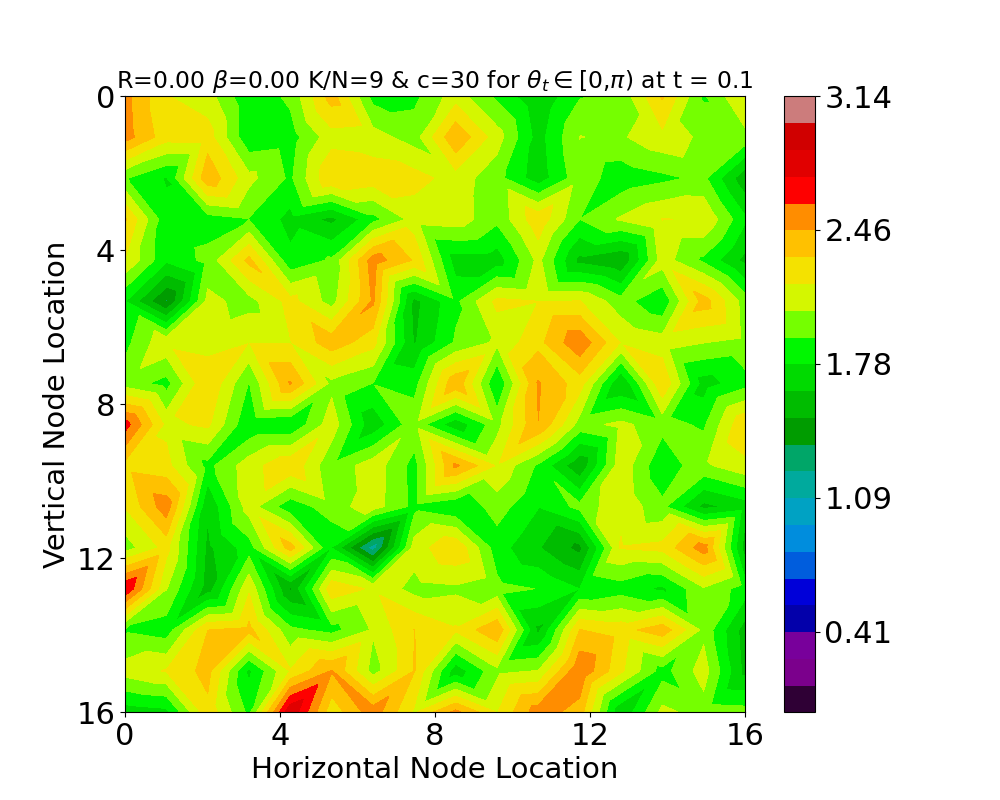 R=0.00 β=0.00 K/N=9 & c=30 for θₜ∈[0,π) at t = 0.1
0
4
8
12
16
Vertical Node Location
0 4 8 12 16
Horizontal Node Location
3.14
2.46
1.78
1.09
0.41